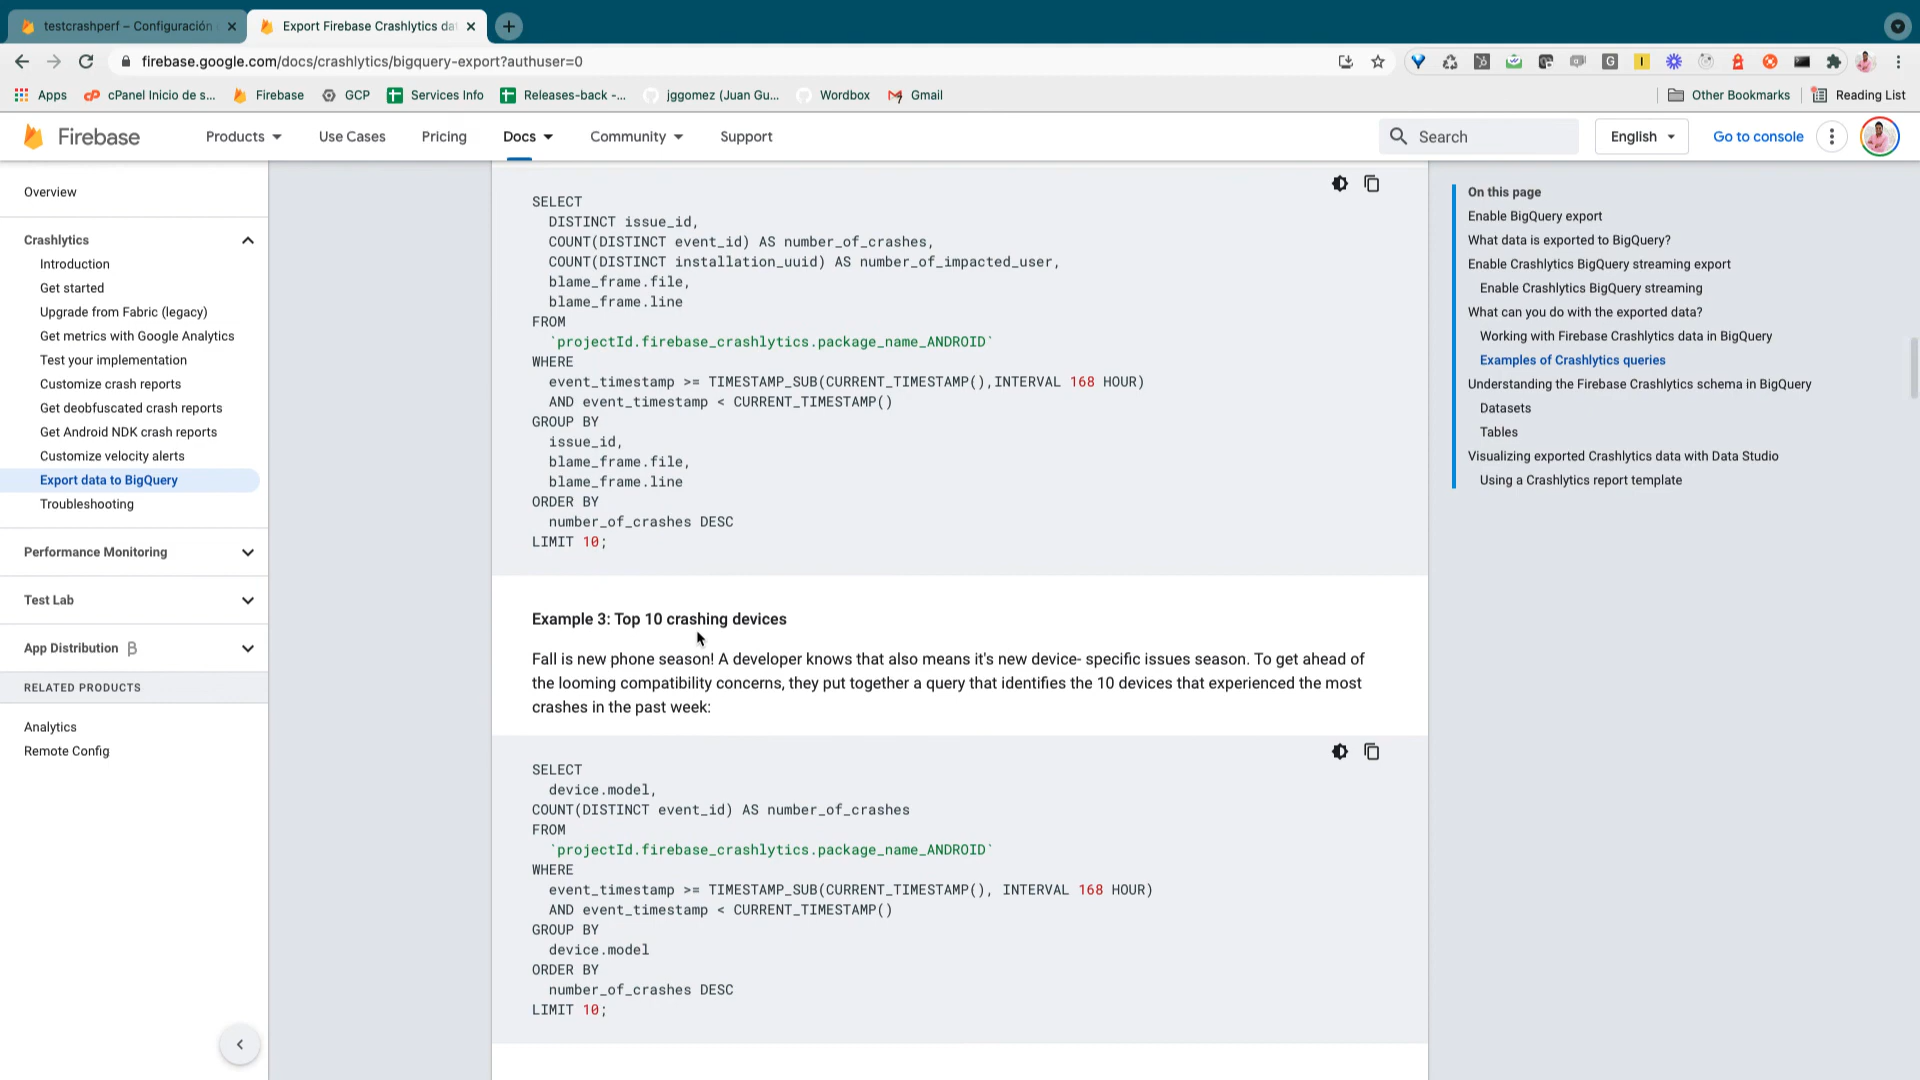 testcrashperf – Configuración
Export Firebase Crashlytics da
firebase.google.com/docs/crashlytics/bigquery-export?authuser=0
Apps
cPanel Inicio de s...
Firebase
GCP
Services Info
Releases-back -...
jggomez (Juan Gu...
Wordbox
Gmail
Other Bookmarks
Reading List
Firebase
Products
Use Cases
Pricing
Docs
Community
Support
Search
English
Go to console
Overview
Crashlytics
Introduction
Get started
Upgrade from Fabric (legacy)
Get metrics with Google Analytics
Test your implementation
Customize crash reports
Get deobfuscated crash reports
Get Android NDK crash reports
Customize velocity alerts
Export data to BigQuery
Troubleshooting
Performance Monitoring
Test Lab
App Distribution β
RELATED PRODUCTS
Analytics
Remote Config
SELECT
DISTINCT issue_id,
COUNT(DISTINCT event_id) AS number_of_crashes,
COUNT(DISTINCT installation_uuid) AS number_of_impacted_user,
blame_frame.file,
blame_frame.line
FROM
`projectId.firebase_crashlytics.package_name_ANDROID`
WHERE
event_timestamp >= TIMESTAMP_SUB(CURRENT_TIMESTAMP(),INTERVAL 168 HOUR)
AND event_timestamp < CURRENT_TIMESTAMP()
GROUP BY
issue_id,
blame_frame.file,
blame_frame.line
ORDER BY
number_of_crashes DESC
LIMIT 10;
Example 3: Top 10 crashing devices
Fall is new phone season! A developer knows that also means it's new device- specific issues season. To get ahead of
the looming compatibility concerns, they put together a query that identifies the 10 devices that experienced the most
crashes in the past week:
SELECT
device.model,
COUNT(DISTINCT event_id) AS number_of_crashes
FROM
`projectId.firebase_crashlytics.package_name_ANDROID`
WHERE
event_timestamp >= TIMESTAMP_SUB(CURRENT_TIMESTAMP(), INTERVAL 168 HOUR)
AND event_timestamp < CURRENT_TIMESTAMP()
GROUP BY
device.model
ORDER BY
number_of_crashes DESC
LIMIT 10;
On this page
Enable BigQuery export
What data is exported to BigQuery?
Enable Crashlytics BigQuery streaming export
Enable Crashlytics BigQuery streaming
What can you do with the exported data?
Working with Firebase Crashlytics data in BigQuery
Examples of Crashlytics queries
Understanding the Firebase Crashlytics schema in BigQuery
Datasets
Tables
Visualizing exported Crashlytics data with Data Studio
Using a Crashlytics report template